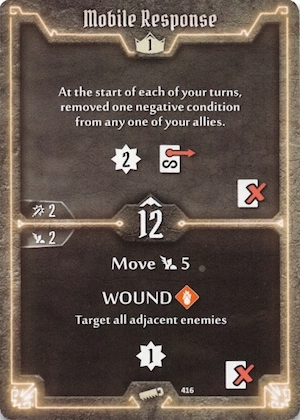 Mobile Response
1
At the start of each of your turns,
removed one negative condition
from any one of your allies.
2
S
2
12
2
Move 5
WOUND
Target all adjacent enemies
1
416